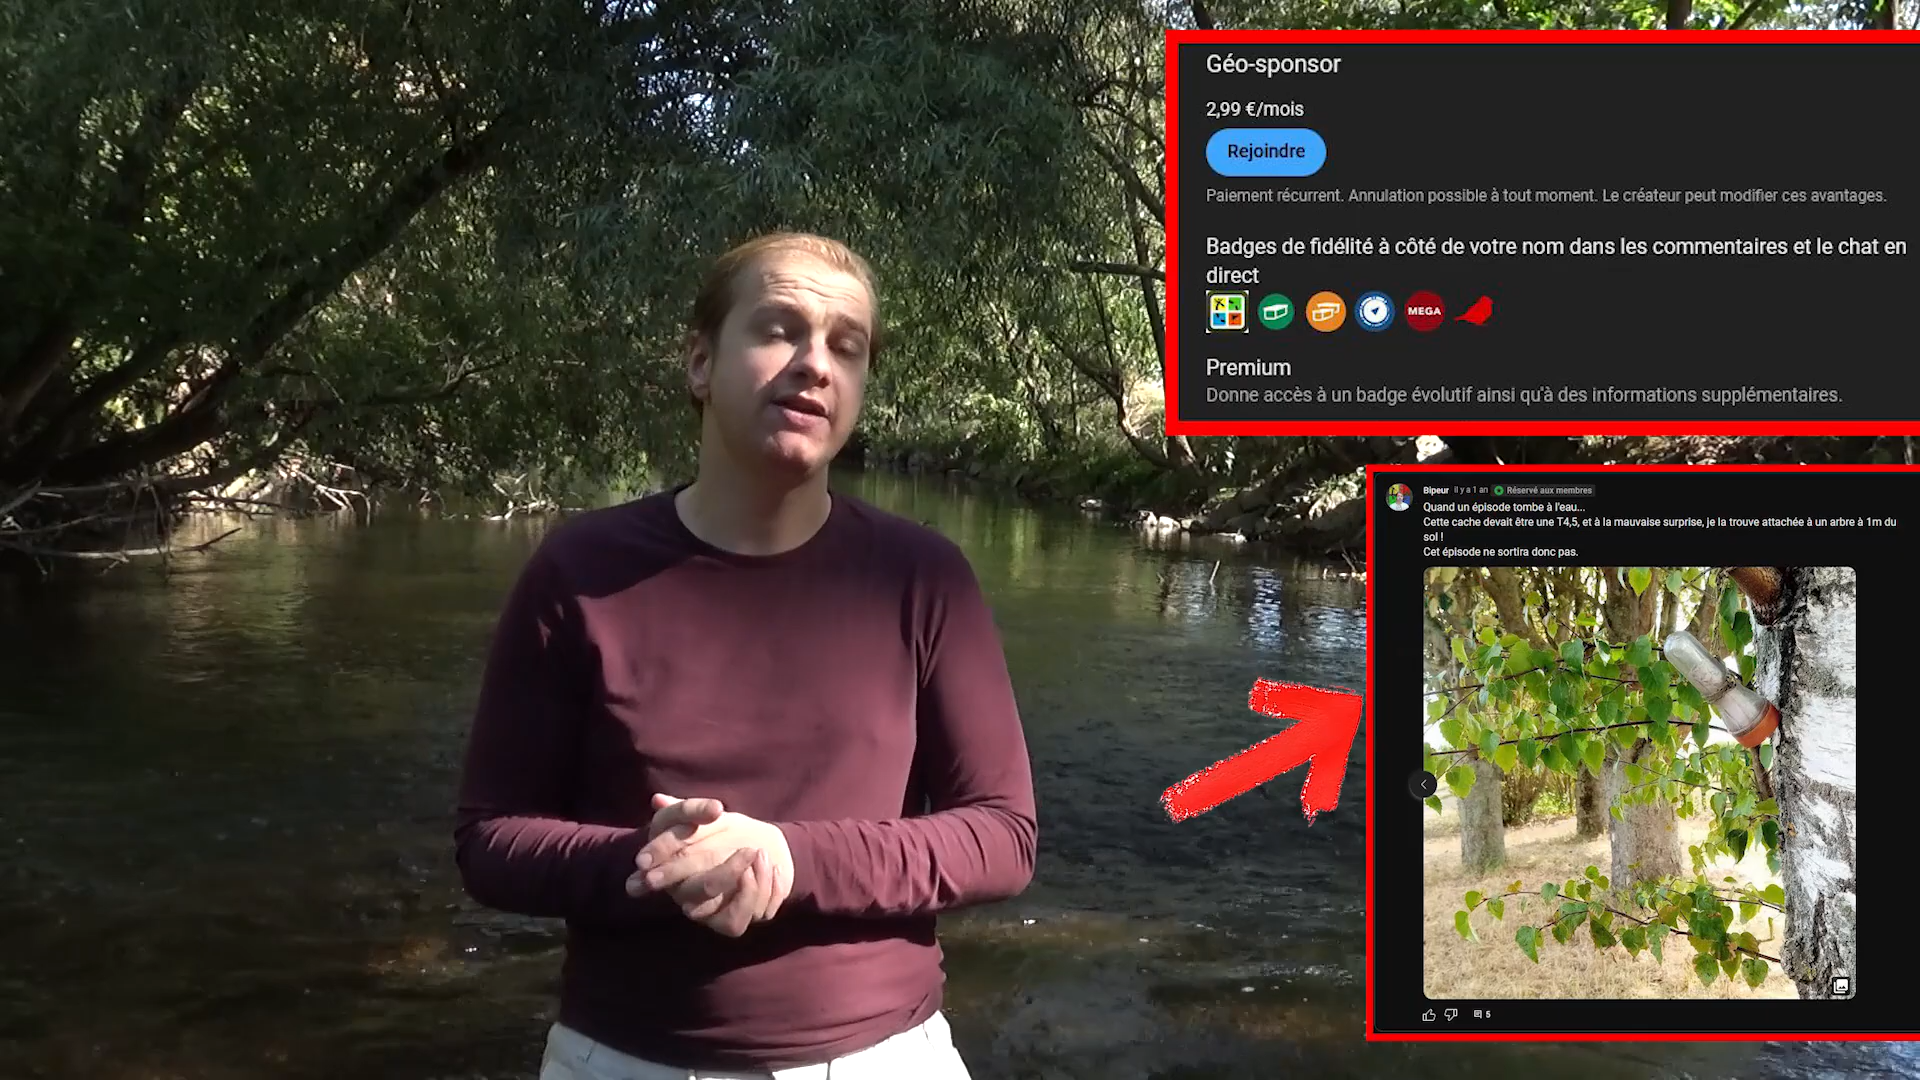 Géo-sponsor
2,99 €/mois
Rejoindre
Paiement récurrent. Annulation possible à tout moment. Le créateur peut modifier ces avantages.
Badges de fidélité à côté de votre nom dans les commentaires et le chat en
direct
MEGA
Premium
Donne accès à un badge évolutif ainsi qu'à des informations supplémentaires.
Bipeur il y a 1 an Réservé aux membres
Quand un épisode tombe à l'eau...
Cette cache devait être une T4,5, et à la mauvaise surprise, je la trouve attachée à un arbre à 1m du
sol !
Cet épisode ne sortira donc pas.
5